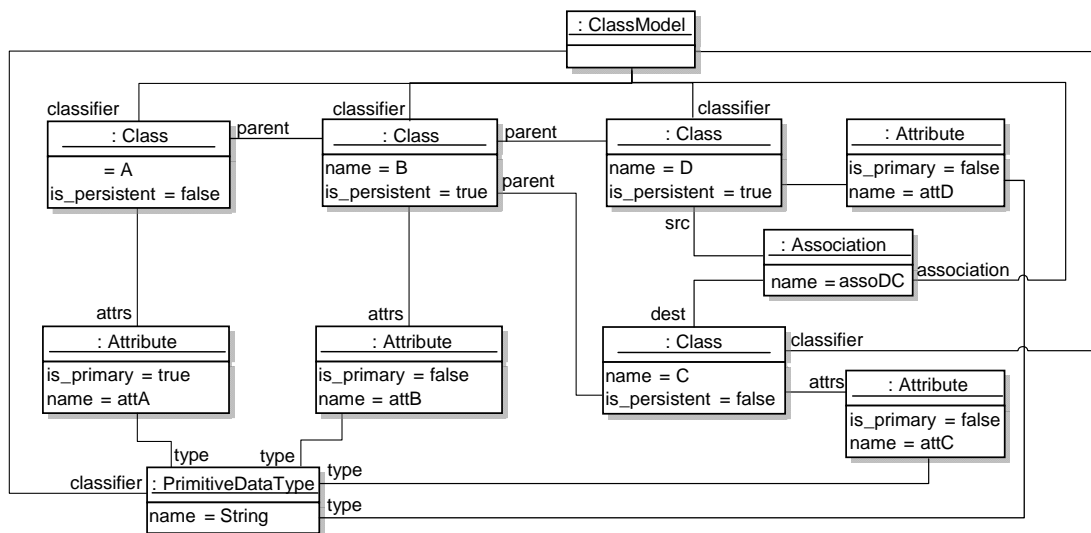 : ClassModel
classifier
classifier
classifier
: Class
= A
is_persistent = false
parent
: Class
name = B
is_persistent = true
parent
parent
: Class
name = D
is_persistent = true
: Attribute
is_primary = false
name = attD
src
: Association
name = assoDC
association
attrs
attrs
dest
: Attribute
is_primary = true
name = attA
: Attribute
is_primary = false
name = attB
: Class
name = C
is_persistent = false
classifier
attrs
: Attribute
is_primary = false
name = attC
type
type
type
type
classifier
: PrimitiveDataType
name = String